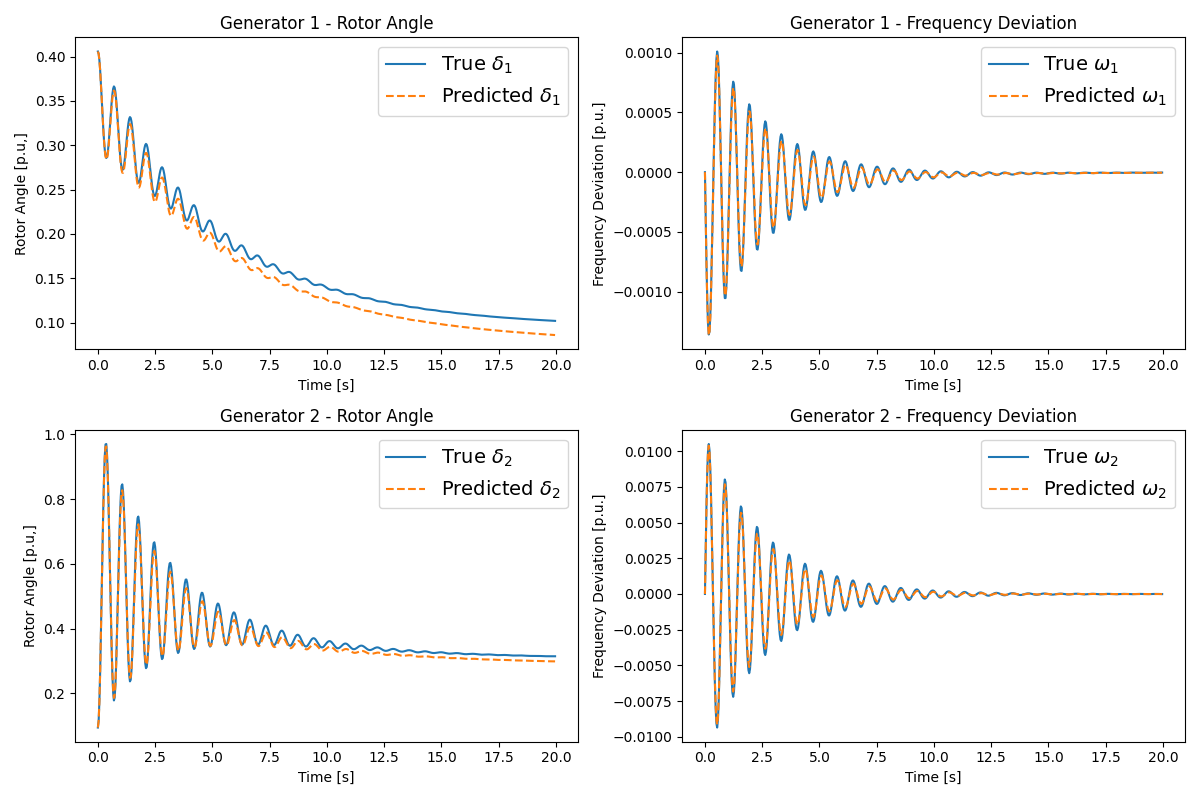 Generator 1 - Rotor Angle
True δ₁
Predicted δ₁
Rotor Angle [p.u,]
0.40
0.35
0.30
0.25
0.20
0.15
0.10
0.0 2.5 5.0 7.5 10.0 12.5 15.0 17.5 20.0
Time [s]
Generator 1 - Frequency Deviation
True ω₁
Predicted ω₁
Frequency Deviation [p.u.]
0.0010
0.0005
0.0000
−0.0005
−0.0010
0.0 2.5 5.0 7.5 10.0 12.5 15.0 17.5 20.0
Time [s]
Generator 2 - Rotor Angle
True δ₂
Predicted δ₂
Rotor Angle [p.u,]
1.0
0.8
0.6
0.4
0.2
0.0 2.5 5.0 7.5 10.0 12.5 15.0 17.5 20.0
Time [s]
Generator 2 - Frequency Deviation
True ω₂
Predicted ω₂
Frequency Deviation [p.u.]
0.0100
0.0075
0.0050
0.0025
0.0000
−0.0025
−0.0050
−0.0075
−0.0100
0.0 2.5 5.0 7.5 10.0 12.5 15.0 17.5 20.0
Time [s]